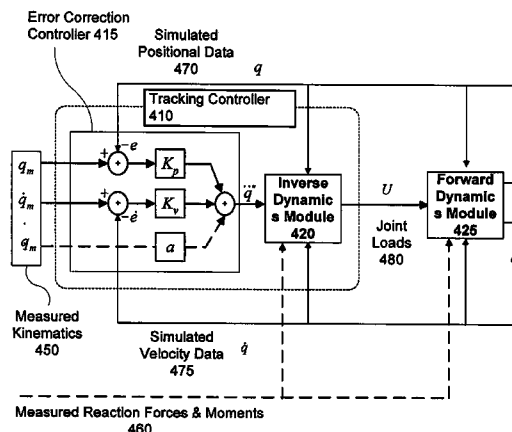 Error Correction
Controller 415
Simulated
Positional Data
470
q
Tracking Controller
410
+
-
e
K_p
q_m
+
q̇_m
ė
K_v
q̈*
q_m
a
Inverse
Dynamic
s Module
420
U
Joint
Loads
480
Forward
Dynamic
s Module
425
Measured
Kinematics
450
Simulated
Velocity Data
475
q̇
Measured Reaction Forces & Moments
460